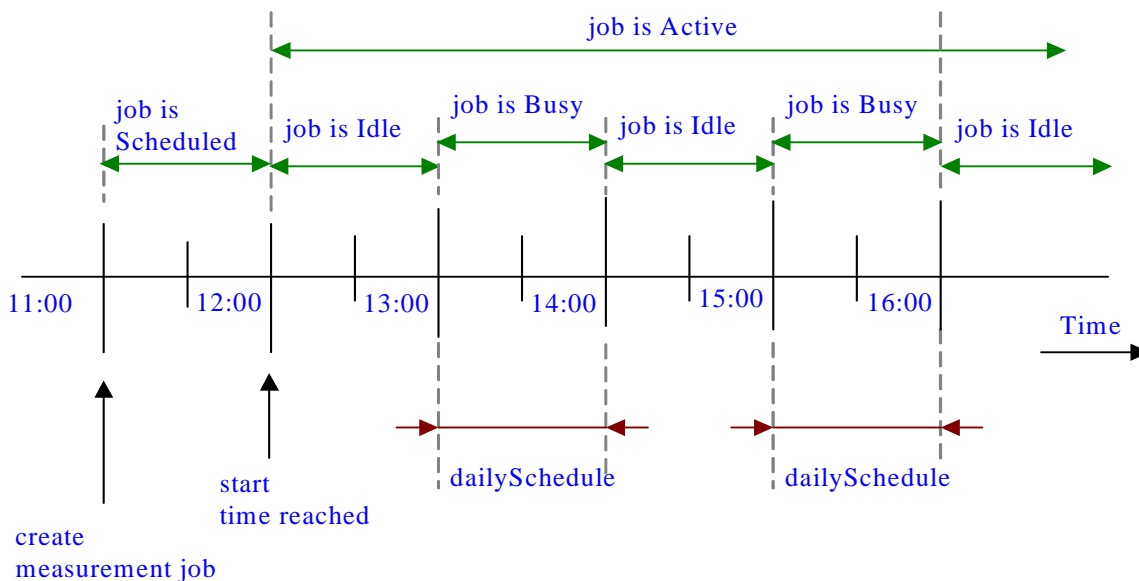 job is Active
job is
Scheduled
job is Idle
job is Busy
job is Idle
job is Busy
job is Idle
11:00
12:00
13:00
14:00
15:00
16:00
Time
dailySchedule
dailySchedule
start
time reached
create
measurement job